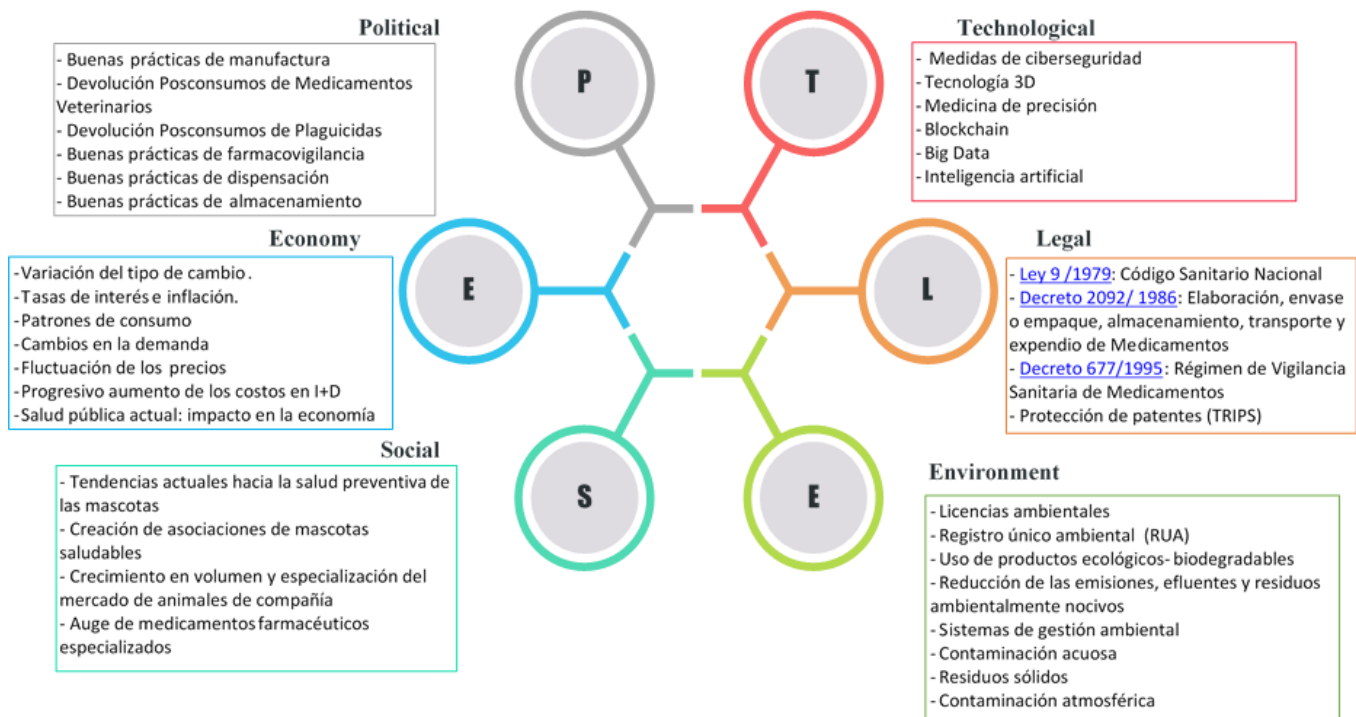 Political
- Buenas prácticas de manufactura
- Devolución Posconsumos de Medicamentos
Veterinarios
- Devolución Posconsumos de Plaguicidas
- Buenas prácticas de farmacovigilancia
- Buenas prácticas de dispensación
- Buenas prácticas de almacenamiento
P
T
Technological
- Medidas de ciberseguridad
- Tecnología 3D
- Medicina de precisión
- Blockchain
- Big Data
- Inteligencia artificial
Economy
-Variación del tipo de cambio.
-Tasas de interés e inflación.
-Patrones de consumo
-Cambios en la demanda
-Fluctuación de los precios
-Progresivo aumento de los costos en I+D
-Salud pública actual: impacto en la economía
E
L
Legal
- Ley 9 /1979: Código Sanitario Nacional
- Decreto 2092/ 1986: Elaboración, envase
o empaque, almacenamiento, transporte y
expendio de Medicamentos
- Decreto 677/1995: Régimen de Vigilancia
Sanitaria de Medicamentos
- Protección de patentes (TRIPS)
Social
- Tendencias actuales hacia la salud preventiva de
las mascotas
- Creación de asociaciones de mascotas
saludables
- Crecimiento en volumen y especialización del
mercado de animales de compañía
- Auge de medicamentos farmacéuticos
especializados
S
E
Environment
- Licencias ambientales
- Registro único ambiental (RUA)
- Uso de productos ecológicos- biodegradables
- Reducción de las emisiones, efluentes y residuos
ambientalmente nocivos
- Sistemas de gestión ambiental
- Contaminación acuosa
- Residuos sólidos
- Contaminación atmosférica